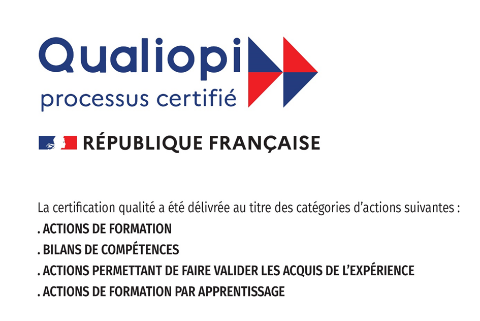 Qualiopi
processus certifié
RÉPUBLIQUE FRANÇAISE
La certification qualité a été délivrée au titre des catégories d'actions suivantes :
. ACTIONS DE FORMATION
. BILANS DE COMPÉTENCES
. ACTIONS PERMETTANT DE FAIRE VALIDER LES ACQUIS DE L'EXPÉRIENCE
. ACTIONS DE FORMATION PAR APPRENTISSAGE